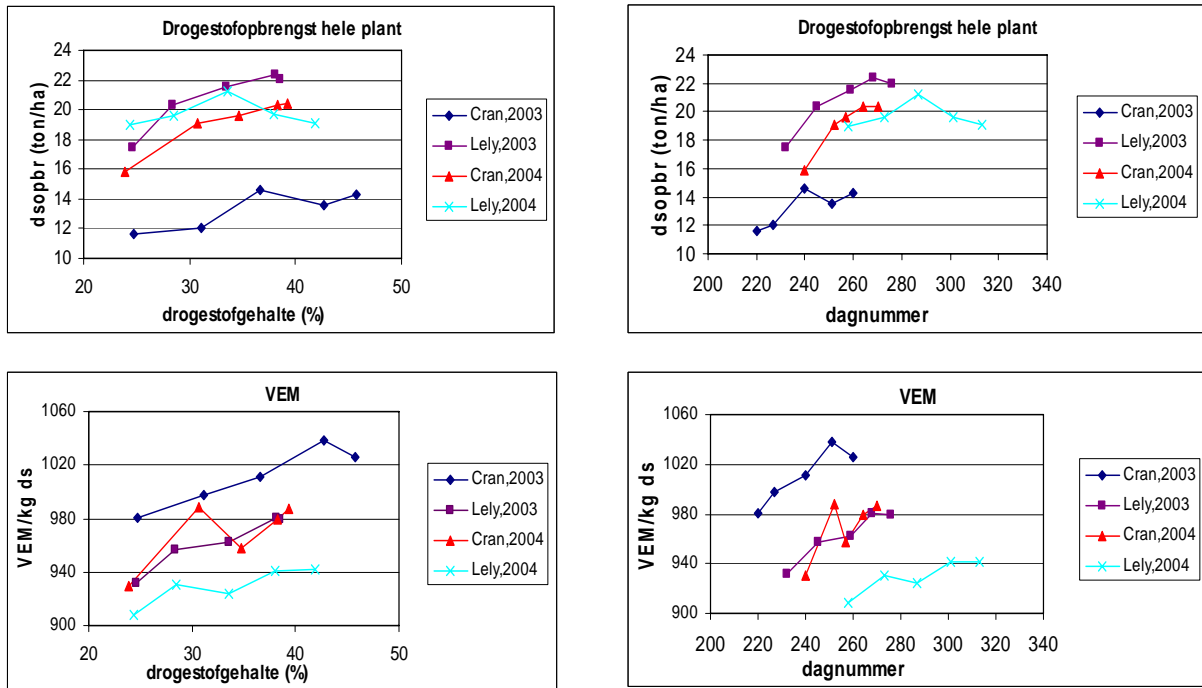 Drogestofopbrengst hele plant
24
22
20
18
16
14
12
10
dsopbr (ton/ha)
20 30 40 50
drogestofgehalte (%)
Cran,2003
Lely,2003
Cran,2004
Lely,2004
Drogestofopbrengst hele plant
24
22
20
18
16
14
12
10
dsopbr (ton/ha)
200 220 240 260 280 300 320 340
dagnummer
Cran,2003
Lely,2003
Cran,2004
Lely,2004
VEM
1060
1020
980
940
900
VEM/kg ds
20 30 40 50
drogestofgehalte (%)
Cran,2003
Lely,2003
Cran,2004
Lely,2004
VEM
1060
1020
980
940
900
VEM/kg ds
200 220 240 260 280 300 320 340
dagnummer
Cran,2003
Lely,2003
Cran,2004
Lely,2004